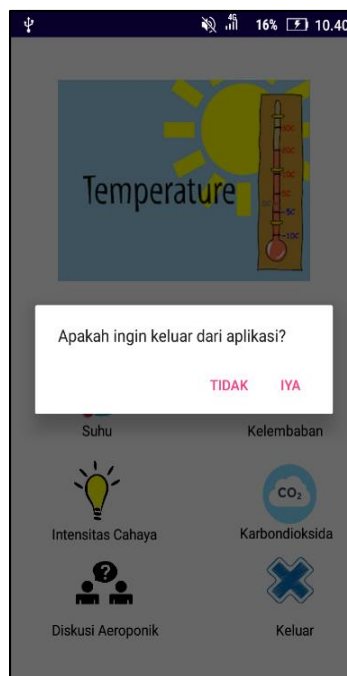 4G
16% 10.40
Temperature
Apakah ingin keluar dari aplikasi?
TIDAK IYA
Suhu Kelembaban
CO₂
Intensitas Cahaya Karbondioksida
?
Diskusi Aeroponik Keluar